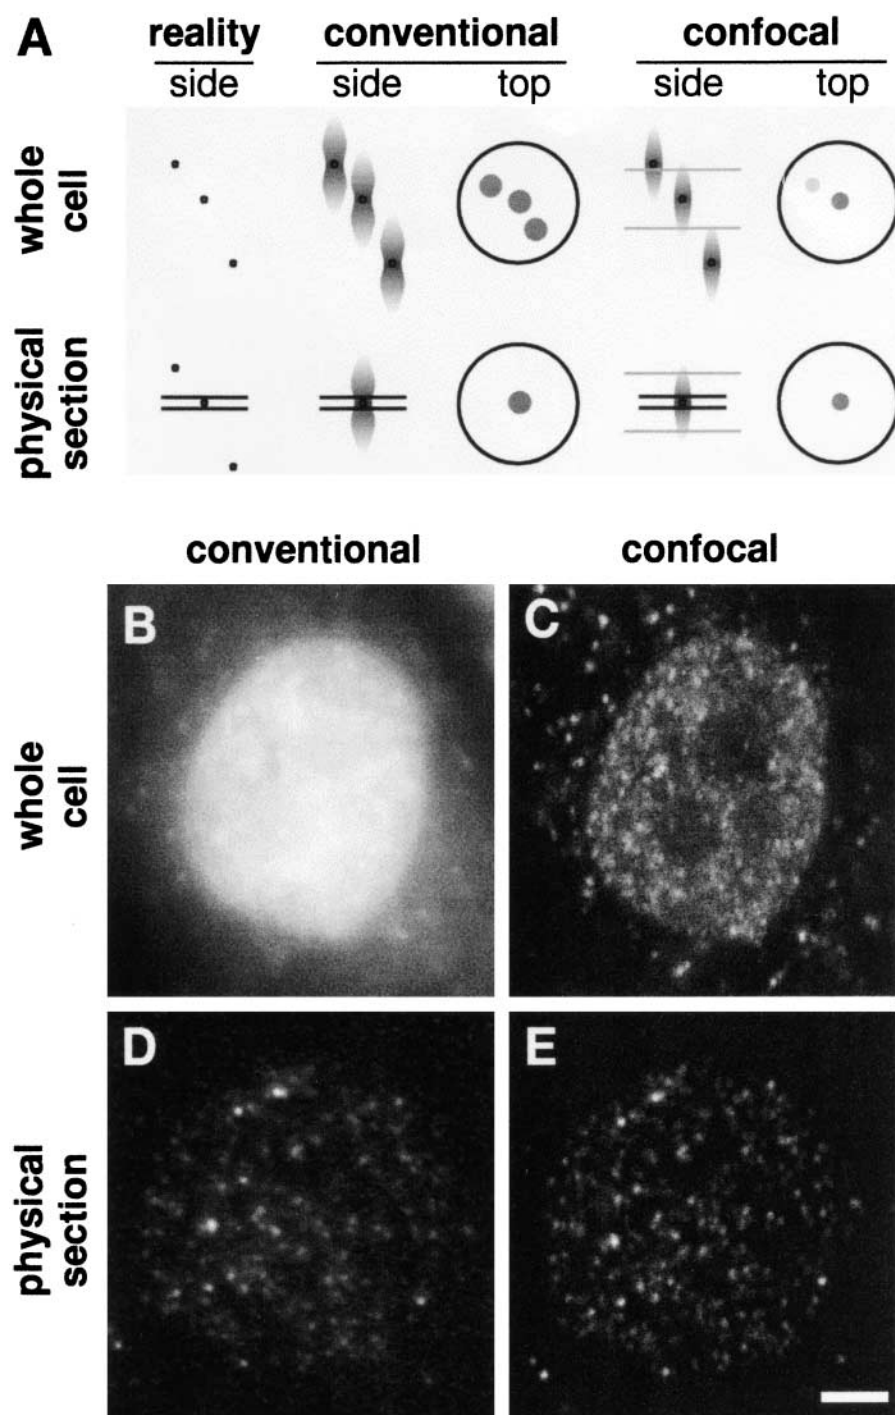 A reality conventional confocal
side side top side top
whole cell
physical section
conventional confocal
whole cell
B C
physical section
D E